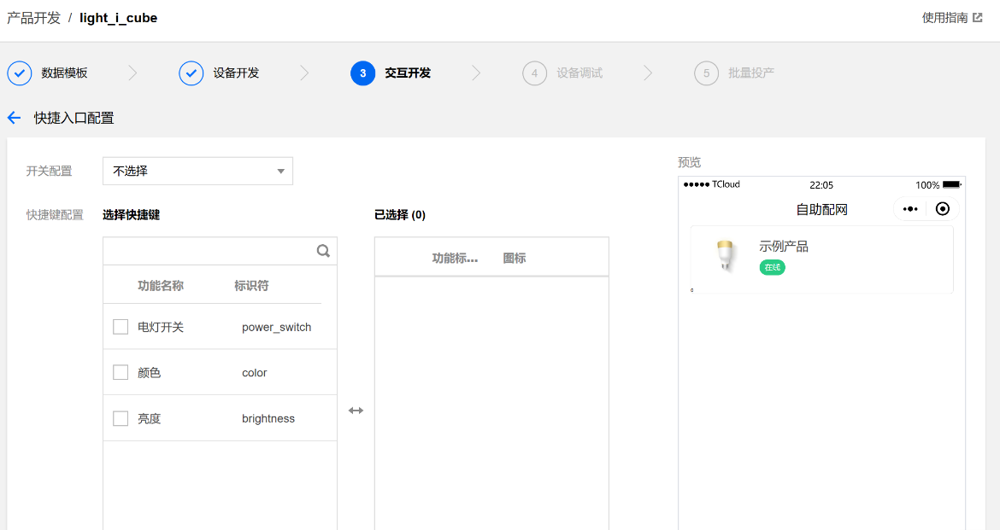 产品开发 / light_i_cube
使用指南
数据模板
设备开发
3 交互开发
4 设备调试
5 批量投产
快捷入口配置
开关配置
不选择
快捷键配置
选择快捷键
功能名称 标识符
电灯开关 power_switch
颜色 color
亮度 brightness
已选择 (0)
功能标... 图标
预览
TCloud 22:05 100%
自助配网
示例产品
在线
0